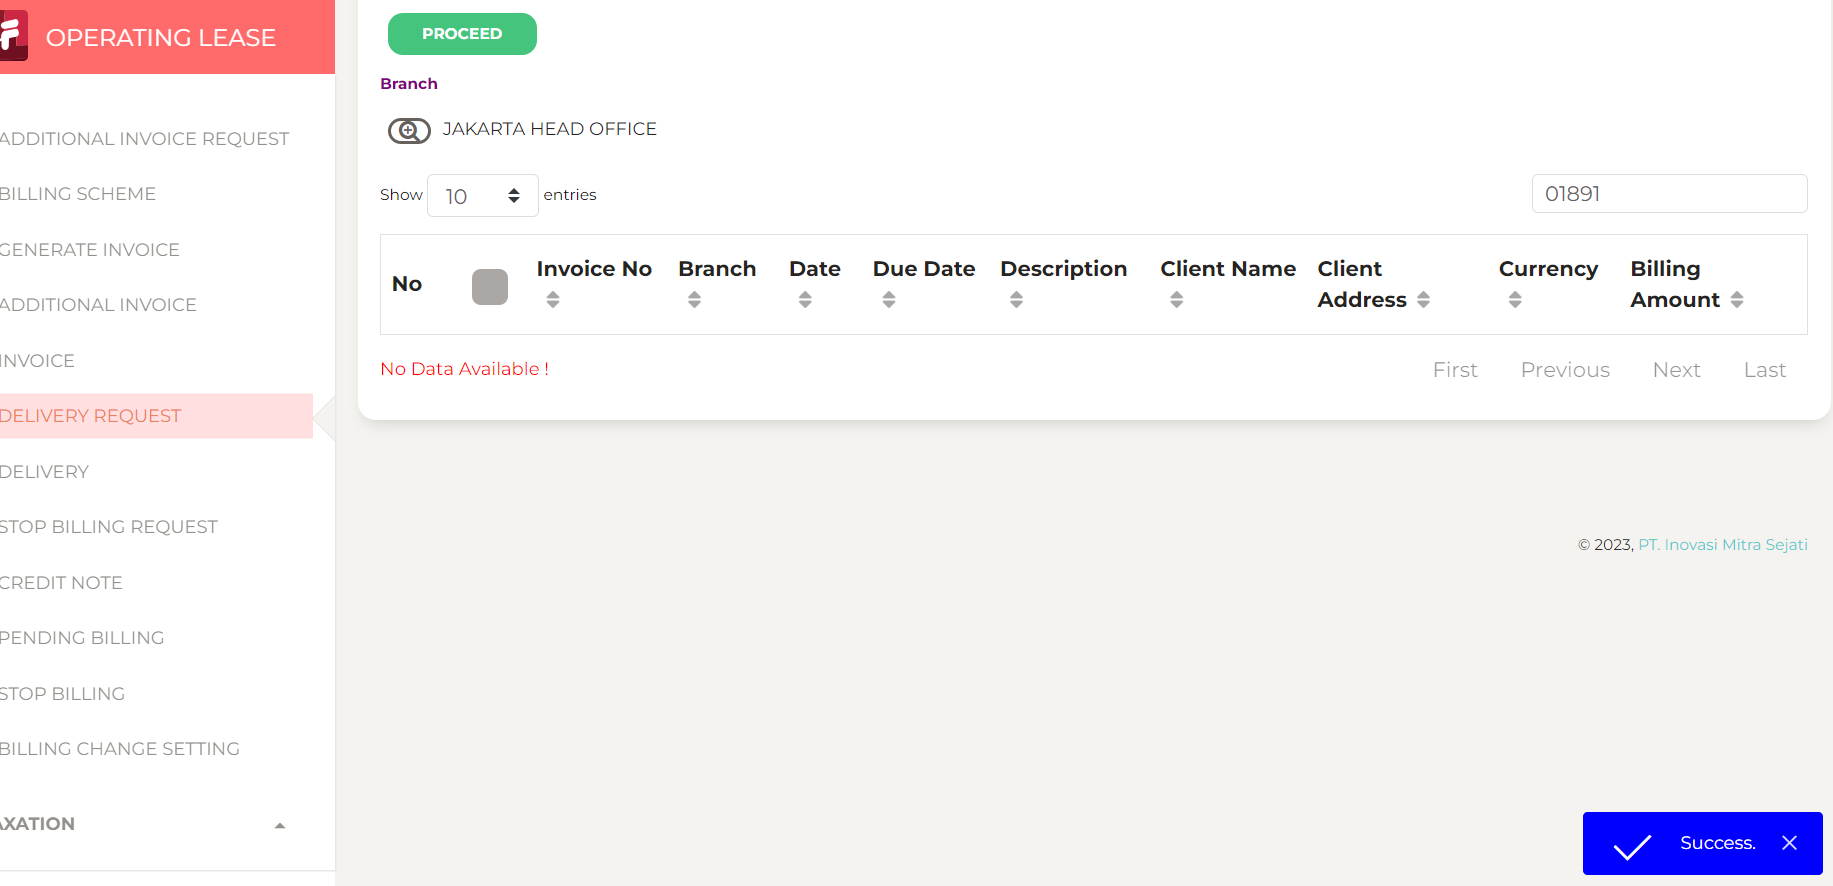 OPERATING LEASE
ADDITIONAL INVOICE REQUEST
BILLING SCHEME
GENERATE INVOICE
ADDITIONAL INVOICE
INVOICE
DELIVERY REQUEST
DELIVERY
STOP BILLING REQUEST
CREDIT NOTE
PENDING BILLING
STOP BILLING
BILLING CHANGE SETTING
AXATION
PROCEED
Branch
JAKARTA HEAD OFFICE
Show 10 entries
01891
No Invoice No Branch Date Due Date Description Client Name Client Address Currency Billing Amount
No Data Available !
First Previous Next Last
© 2023, PT. Inovasi Mitra Sejati
Success.